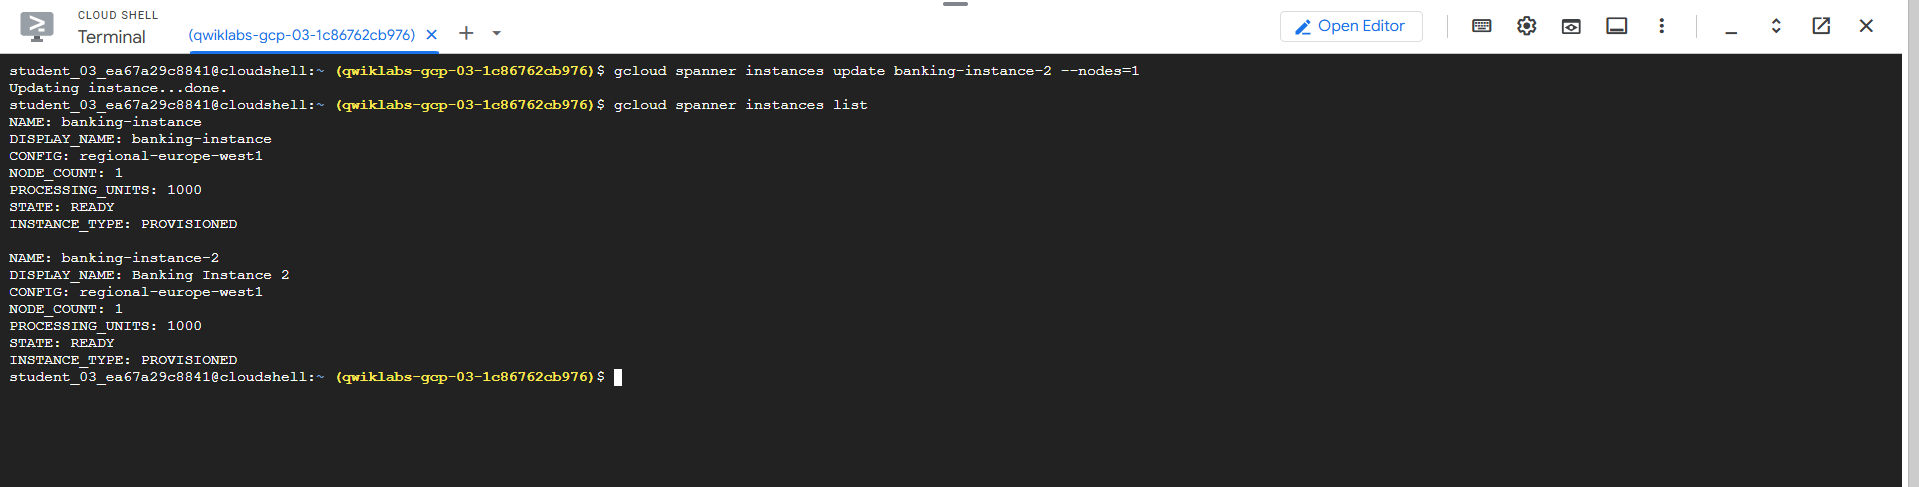 CLOUD SHELL
Terminal
(qwiklabs-gcp-03-1c86762cb976)
Open Editor
student_03_ea67a29c8841@cloudshell:~ (qwiklabs-gcp-03-1c86762cb976)$ gcloud spanner instances update banking-instance-2 --nodes=1
Updating instance...done.
student_03_ea67a29c8841@cloudshell:~ (qwiklabs-gcp-03-1c86762cb976)$ gcloud spanner instances list
NAME: banking-instance
DISPLAY_NAME: banking-instance
CONFIG: regional-europe-west1
NODE_COUNT: 1
PROCESSING_UNITS: 1000
STATE: READY
INSTANCE_TYPE: PROVISIONED
NAME: banking-instance-2
DISPLAY_NAME: Banking Instance 2
CONFIG: regional-europe-west1
NODE_COUNT: 1
PROCESSING_UNITS: 1000
STATE: READY
INSTANCE_TYPE: PROVISIONED
student_03_ea67a29c8841@cloudshell:~ (qwiklabs-gcp-03-1c86762cb976)$